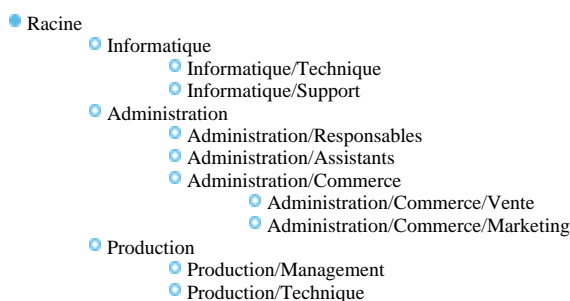 Racine
Informatique
Informatique/Technique
Informatique/Support
Administration
Administration/Responsables
Administration/Assistants
Administration/Commerce
Administration/Commerce/Vente
Administration/Commerce/Marketing
Production
Production/Management
Production/Technique